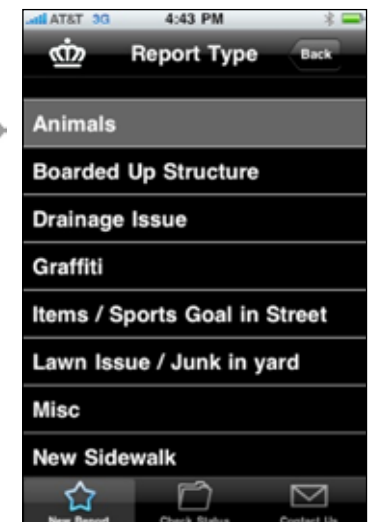 AT&T 3G 4:43 PM
Report Type Back
Animals
Boarded Up Structure
Drainage Issue
Graffiti
Items / Sports Goal in Street
Lawn Issue / Junk in yard
Misc
New Sidewalk
New Report Check Status Contact Us